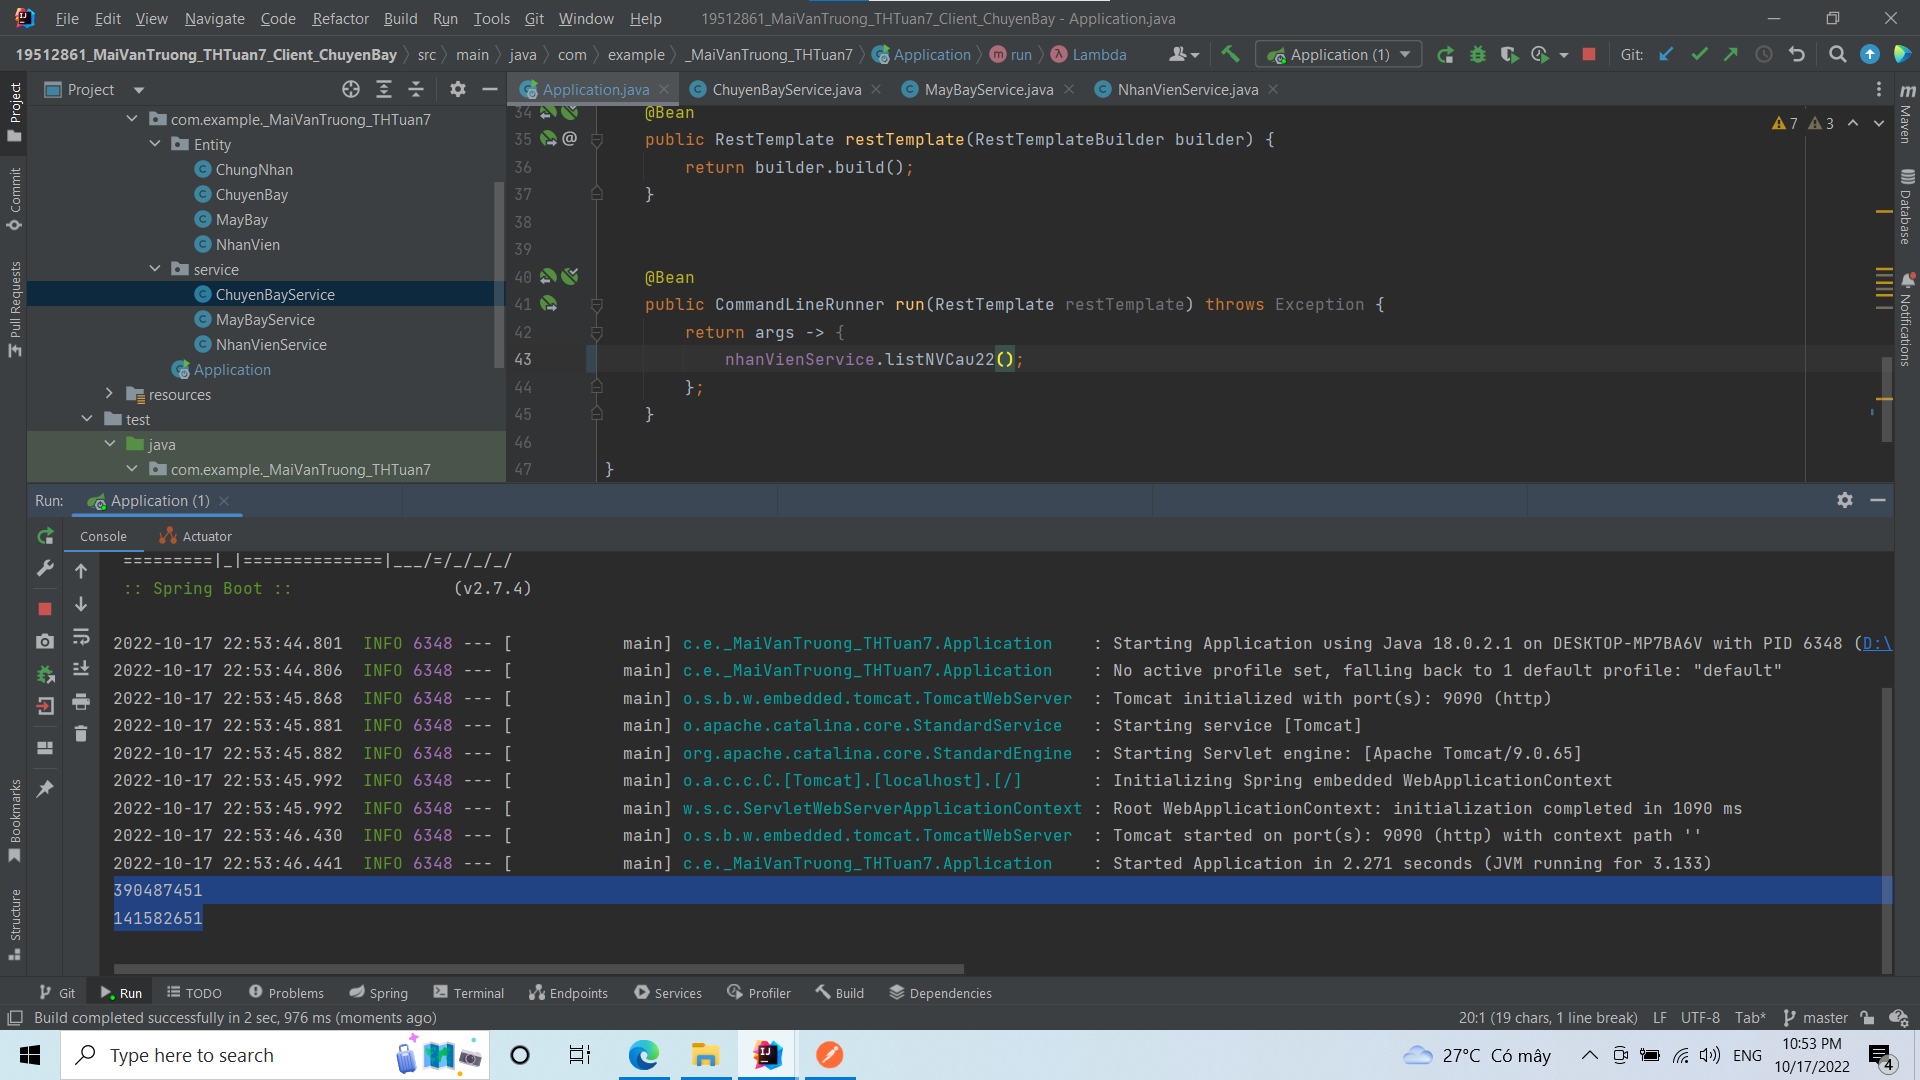 File Edit View Navigate Code Refactor Build Run Tools Git Window Help 19512861_MaiVanTruong_THTuan7_Client_ChuyenBay - Application.java
19512861_MaiVanTruong_THTuan7_Client_ChuyenBay src main java com example _MaiVanTruong_THTuan7 Application run Lambda Application (1) Git:
Project
Application.java ChuyenBayService.java MayBayService.java NhanVienService.java
com.example._MaiVanTruong_THTuan7
Entity
ChungNhan
ChuyenBay
MayBay
NhanVien
service
ChuyenBayService
MayBayService
NhanVienService
Application
resources
test
java
com.example._MaiVanTruong_THTuan7
7 3
34 @Bean
35 public RestTemplate restTemplate(RestTemplateBuilder builder) {
36 return builder.build();
37 }
38
39
40 @Bean
41 public CommandLineRunner run(RestTemplate restTemplate) throws Exception {
42 return args -> {
43 nhanVienService.listNVCau22();
44 };
45 }
46
47 }
Project
Commit
Pull Requests
Bookmarks
Structure
Maven
Database
Notifications
Run: Application (1)
Console Actuator
=========|_|==============|___/=/_/_/_/
:: Spring Boot :: (v2.7.4)
2022-10-17 22:53:44.801 INFO 6348 --- [ main] c.e._MaiVanTruong_THTuan7.Application : Starting Application using Java 18.0.2.1 on DESKTOP-MP7BA6V with PID 6348 (D:\
2022-10-17 22:53:44.806 INFO 6348 --- [ main] c.e._MaiVanTruong_THTuan7.Application : No active profile set, falling back to 1 default profile: "default"
2022-10-17 22:53:45.868 INFO 6348 --- [ main] o.s.b.w.embedded.tomcat.TomcatWebServer : Tomcat initialized with port(s): 9090 (http)
2022-10-17 22:53:45.881 INFO 6348 --- [ main] o.apache.catalina.core.StandardService : Starting service [Tomcat]
2022-10-17 22:53:45.882 INFO 6348 --- [ main] org.apache.catalina.core.StandardEngine : Starting Servlet engine: [Apache Tomcat/9.0.65]
2022-10-17 22:53:45.992 INFO 6348 --- [ main] o.a.c.c.C.[Tomcat].[localhost].[/] : Initializing Spring embedded WebApplicationContext
2022-10-17 22:53:45.992 INFO 6348 --- [ main] w.s.c.ServletWebServerApplicationContext : Root WebApplicationContext: initialization completed in 1090 ms
2022-10-17 22:53:46.430 INFO 6348 --- [ main] o.s.b.w.embedded.tomcat.TomcatWebServer : Tomcat started on port(s): 9090 (http) with context path ''
2022-10-17 22:53:46.441 INFO 6348 --- [ main] c.e._MaiVanTruong_THTuan7.Application : Started Application in 2.271 seconds (JVM running for 3.133)
390487451
141582651
Git Run TODO Problems Spring Terminal Endpoints Services Profiler Build Dependencies
Build completed successfully in 2 sec, 976 ms (moments ago) 20:1 (19 chars, 1 line break) LF UTF-8 Tab* master
Type here to search
27°C Có mây ENG
10:53 PM
10/17/2022
4